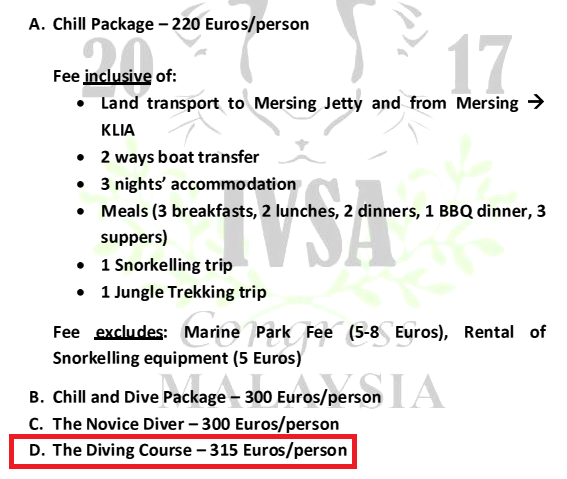 A. Chill Package – 220 Euros/person
20 17
Fee inclusive of:
• Land transport to Mersing Jetty and from Mersing →
KLIA
• 2 ways boat transfer
• 3 nights’ accommodation
• Meals (3 breakfasts, 2 lunches, 2 dinners, 1 BBQ dinner, 3
suppers)
IVSA
• 1 Snorkelling trip
• 1 Jungle Trekking trip
Fee excludes: Marine Park Fee (5-8 Euros), Rental of
Congress
Snorkelling equipment (5 Euros)
MALAYSIA
B. Chill and Dive Package – 300 Euros/person
C. The Novice Diver – 300 Euros/person
D. The Diving Course – 315 Euros/person